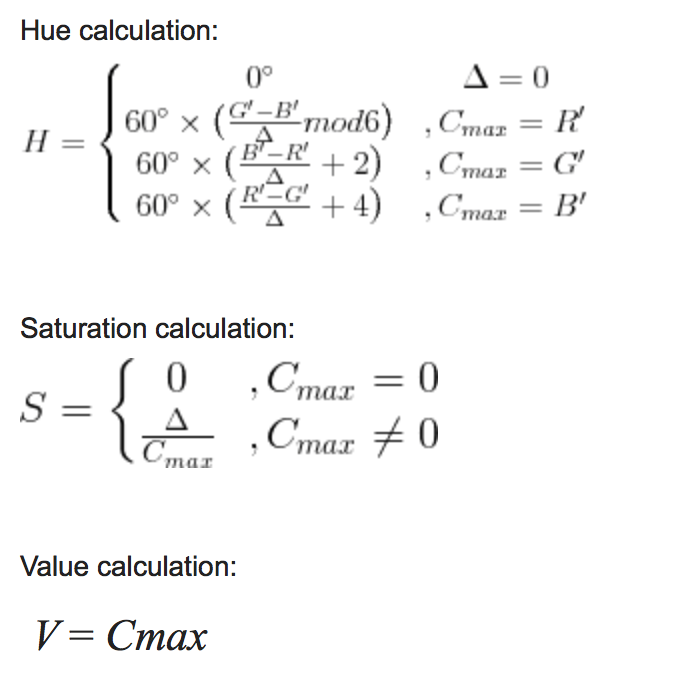 Hue calculation:
0° Δ = 0
60° × (G'−B'/Δ mod6) , Cmax = R'
H = { 60° × (B'−R'/Δ + 2) , Cmax = G'
60° × (R'−G'/Δ + 4) , Cmax = B'
Saturation calculation:
S = { 0 , Cmax = 0
Δ/Cmax , Cmax ≠ 0
Value calculation:
V = Cmax